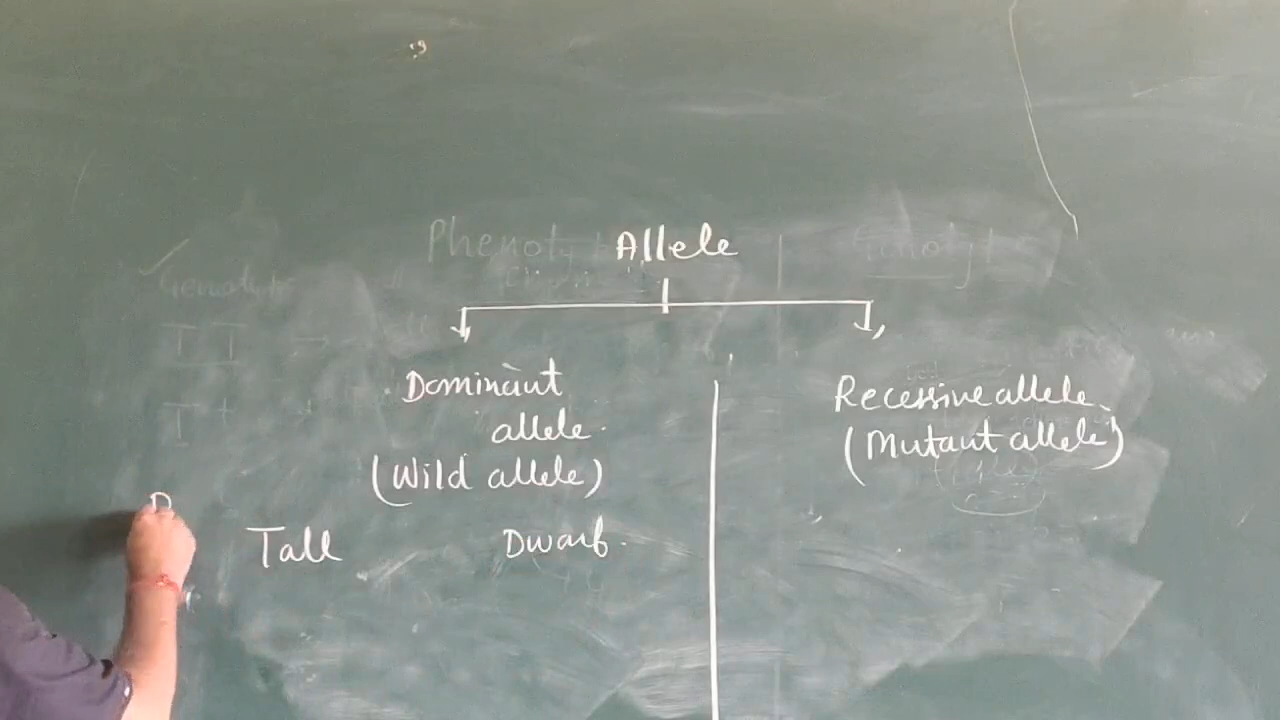 Allele
Dominant
allele.
(Wild allele)
Recessive allele
(Mutant allele)
Tall Dwarf.